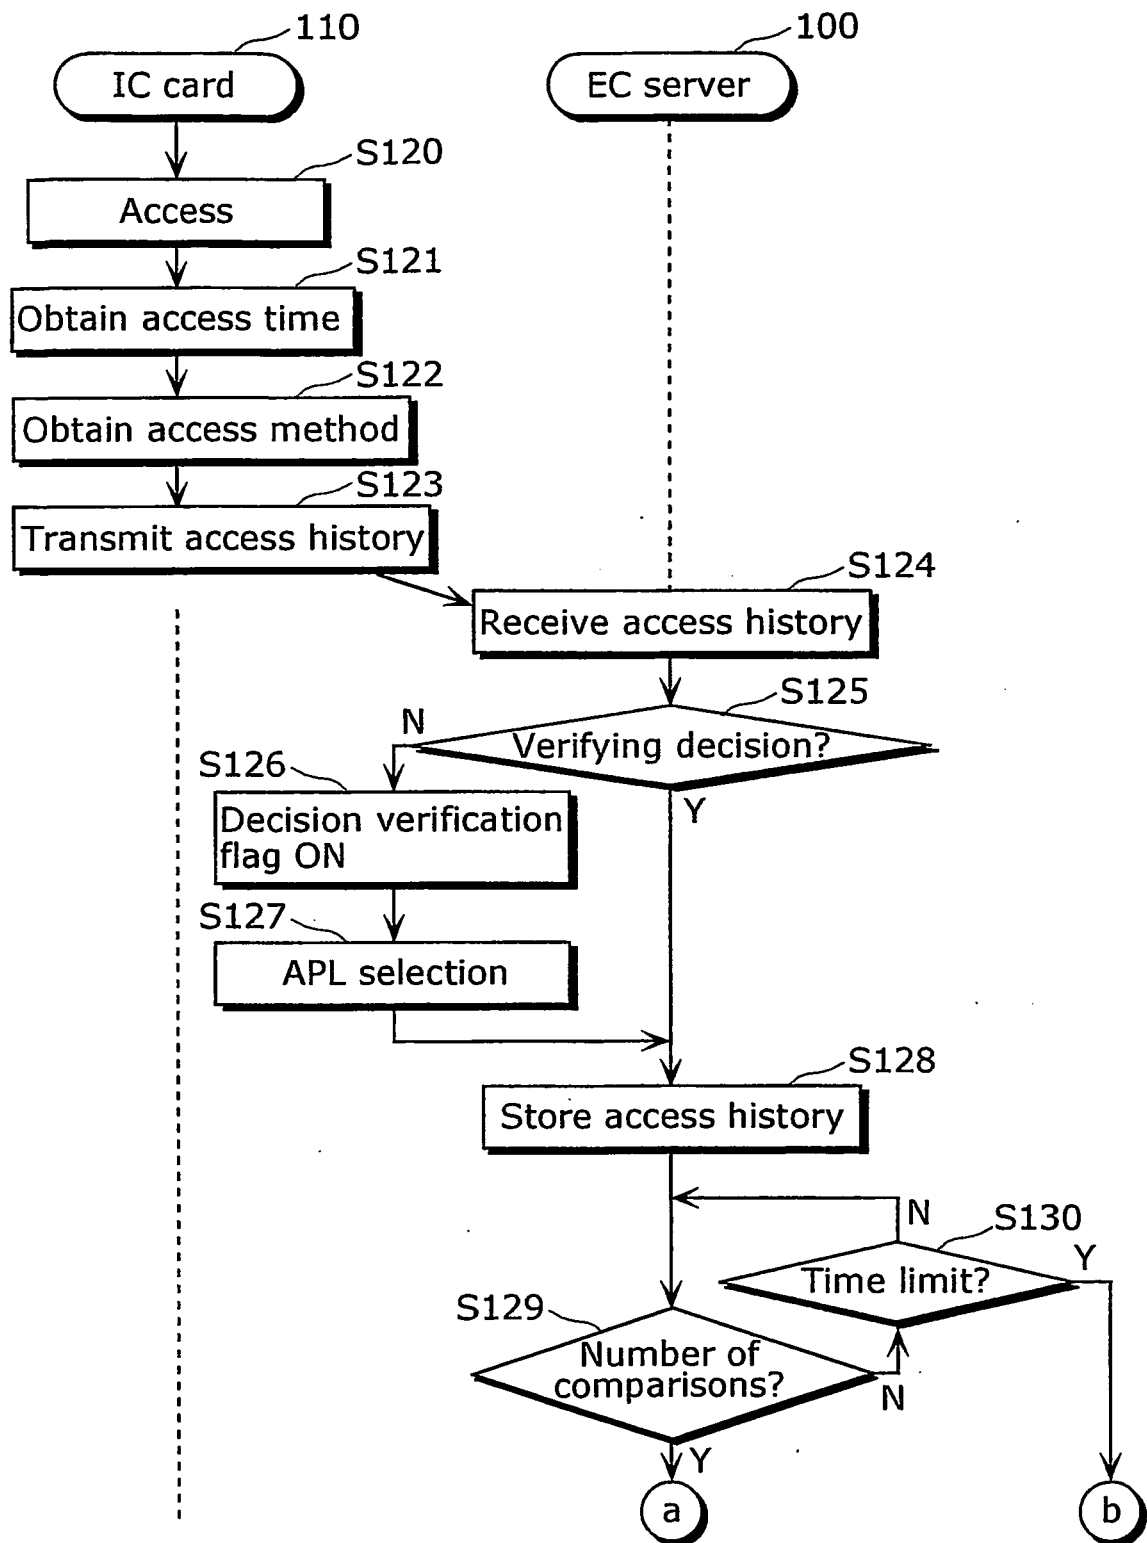 110
100
IC card
EC server
S120
Access
S121
Obtain access time
S122
Obtain access method
S123
Transmit access history
S124
Receive access history
S125
N
Verifying decision?
S126
Y
Decision verification
flag ON
S127
APL selection
S128
Store access history
N
S130
Y
Time limit?
S129
Number of
comparisons?
N
Y
a
b